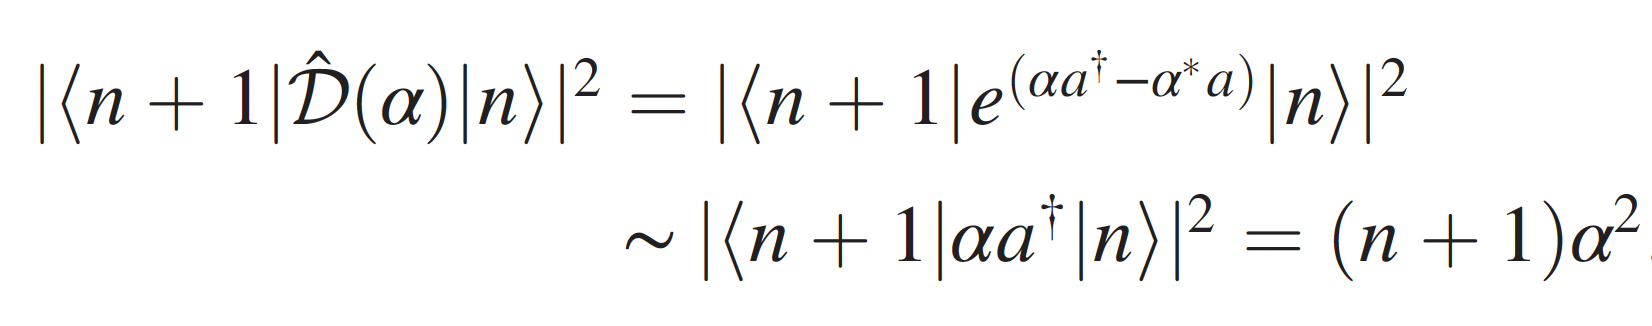 |⟨n + 1|𝒟̂(α)|n⟩|² = |⟨n + 1|e^(αa†−α*a)|n⟩|²
∼ |⟨n + 1|αa†|n⟩|² = (n + 1)α².